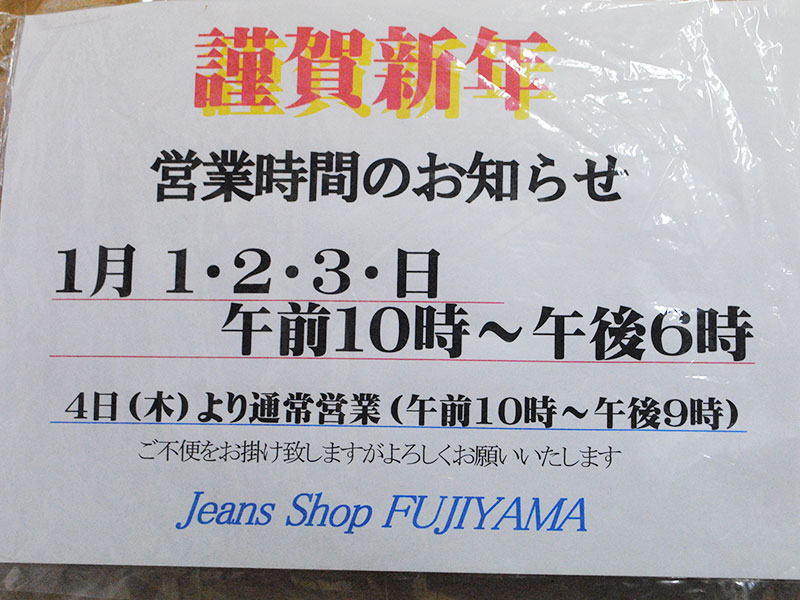 謹賀新年
営業時間のお知らせ
1月 1・2・3・日
午前10時～午後6時
4日(木)より通常営業(午前10時～午後9時)
ご不便をお掛け致しますがよろしくお願いいたします
Jeans Shop FUJIYAMA